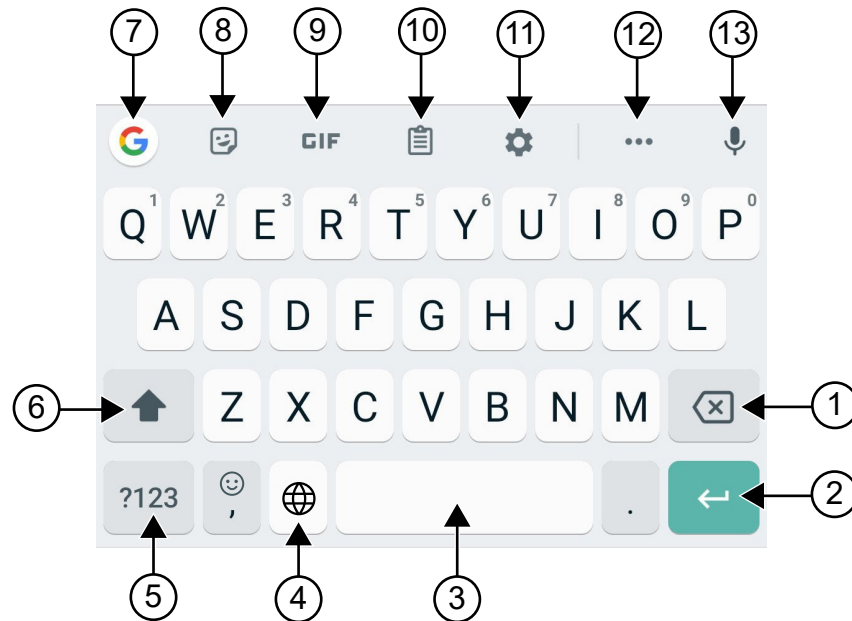 7 8 9 10 11 12 13
G GIF
Q1 W2 E3 R4 T5 Y6 U7 I8 O9 P0
A S D F G H J K L
6 Z X C V B N M 1
?123 , . 2
5 4 3